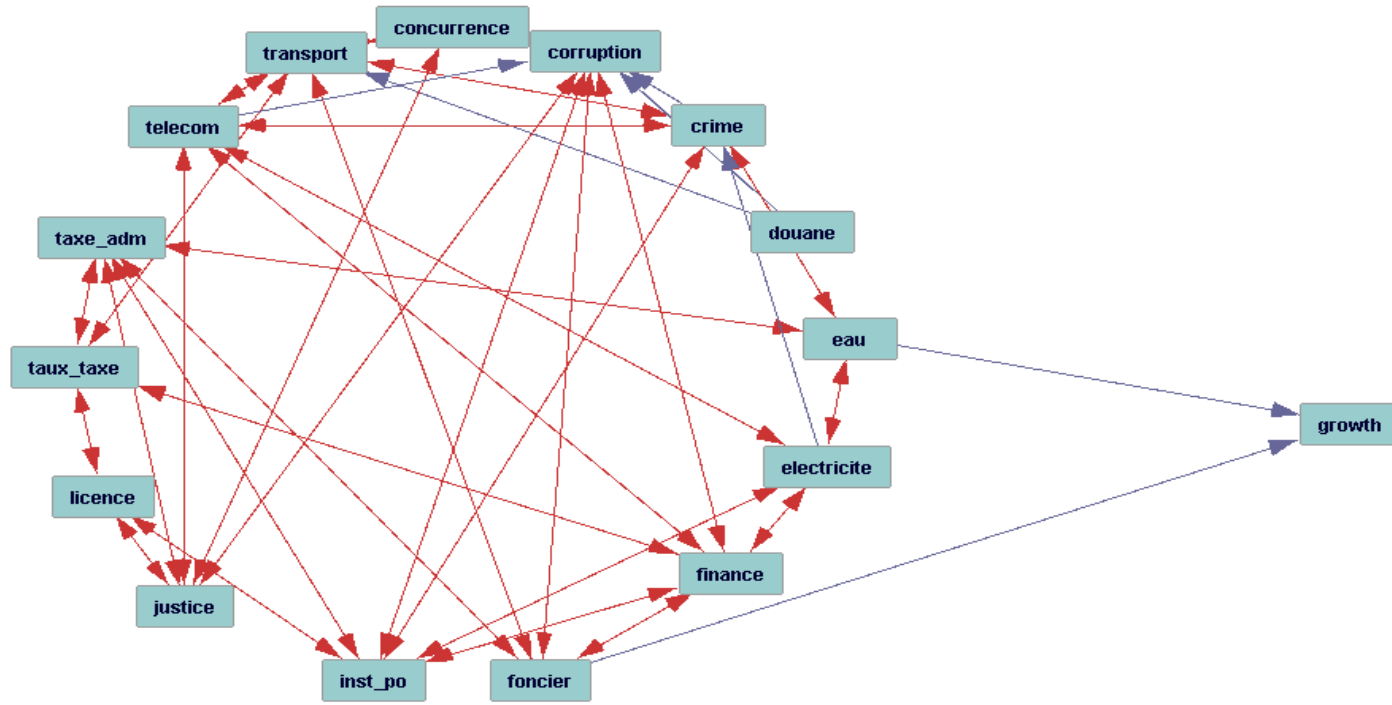 concurrence
transport
corruption
telecom
crime
taxe_adm
douane
eau
taux_taxe
growth
electricite
licence
finance
justice
inst_po
foncier